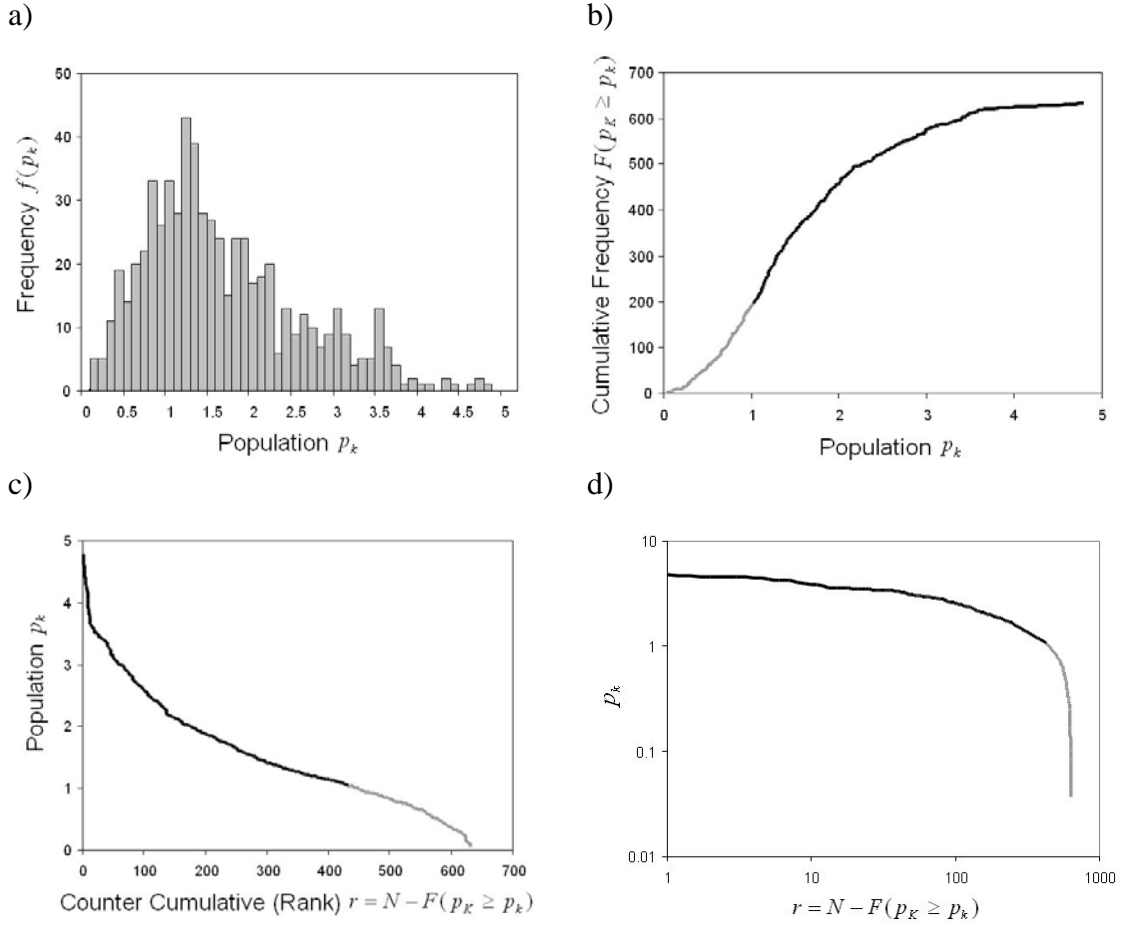 a)
50
40
30
20
10
0
Frequency f(p_k)
0 0.5 1 1.5 2 2.5 3 3.5 4 4.5 5
Population p_k
b)
700
600
500
400
300
200
100
0
Cumulative Frequency F(p_K ≥ p_k)
0 1 2 3 4 5
Population p_k
c)
5
4
3
2
1
0
Population p_k
0 100 200 300 400 500 600 700
Counter Cumulative (Rank) r = N − F(p_K ≥ p_k)
d)
10
1
0.1
0.01
p_k
1 10 100 1000
r = N − F(p_K ≥ p_k)